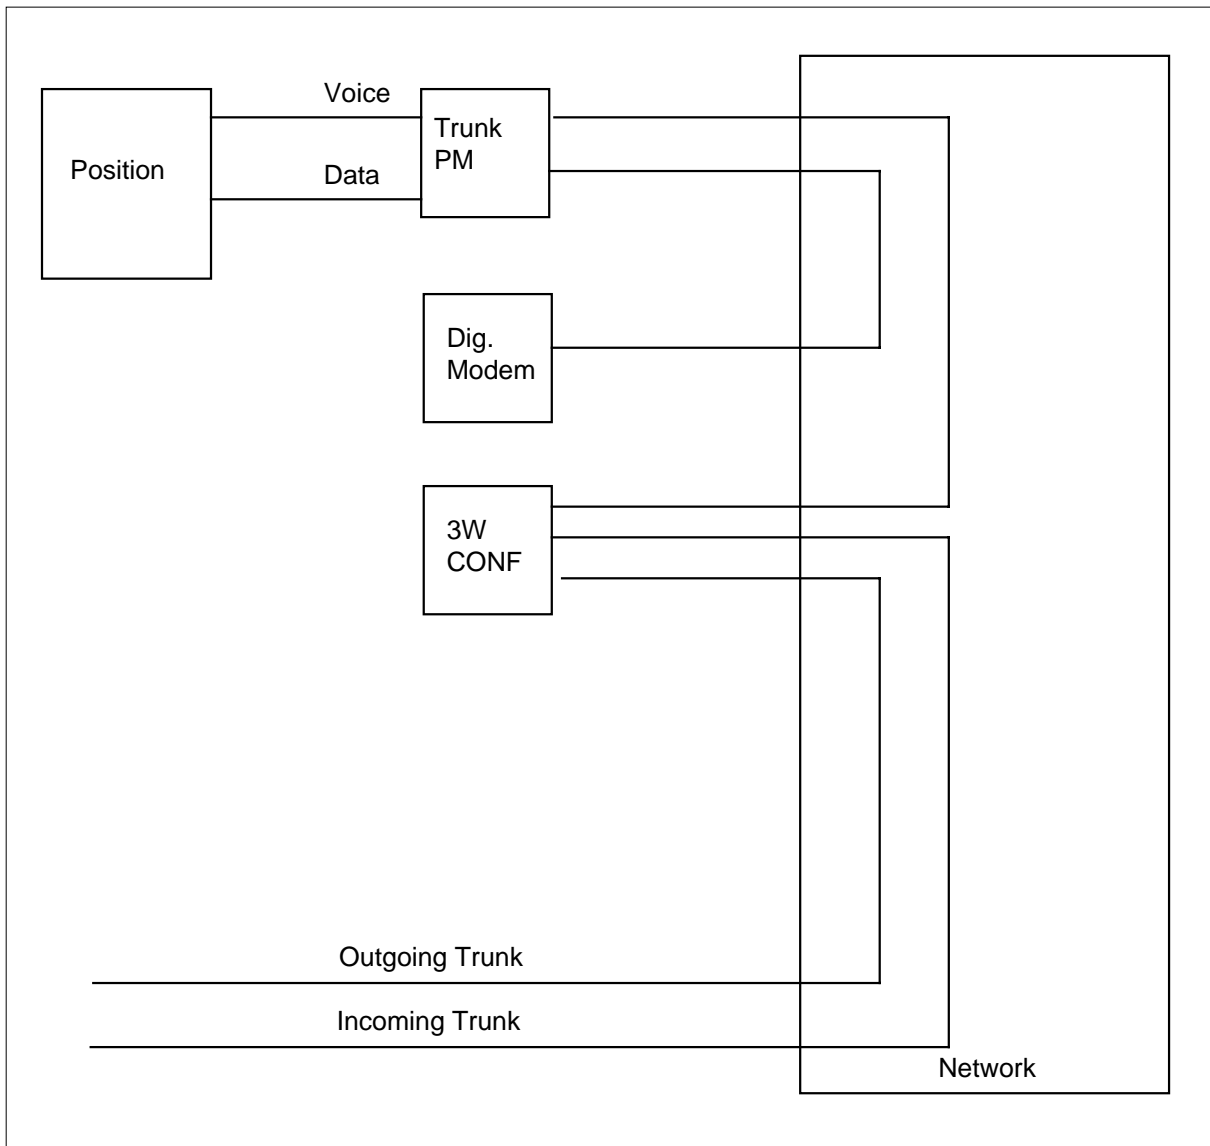 Voice
Trunk
PM
Position
Data
Dig.
Modem
3W
CONF
Outgoing Trunk
Incoming Trunk
Network